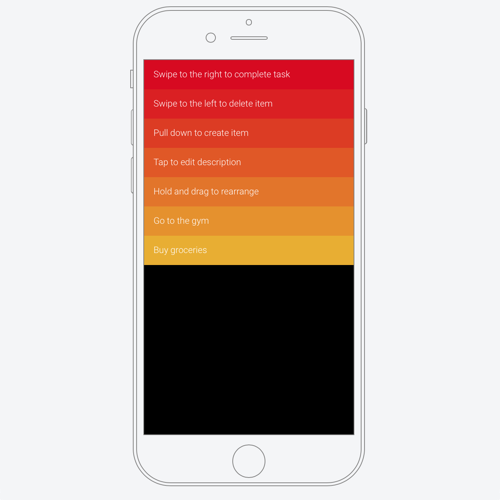 Swipe to the right to complete task
Swipe to the left to delete item
Pull down to create item
Tap to edit description
Hold and drag to rearrange
Go to the gym
Buy groceries